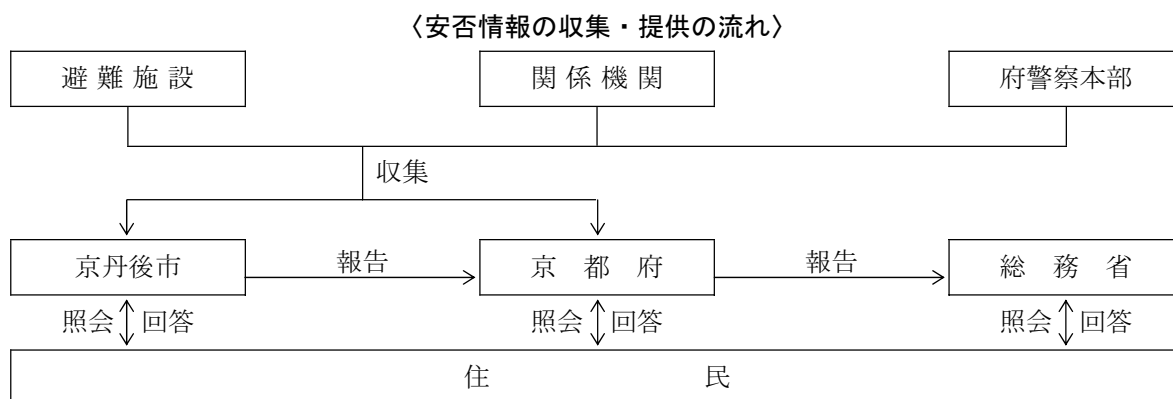 〈安否情報の収集・提供の流れ〉
避難施設 関係機関 府警察本部
収集
京丹後市 報告 京都府 報告 総務省
照会 回答 照会 回答 照会 回答
住民